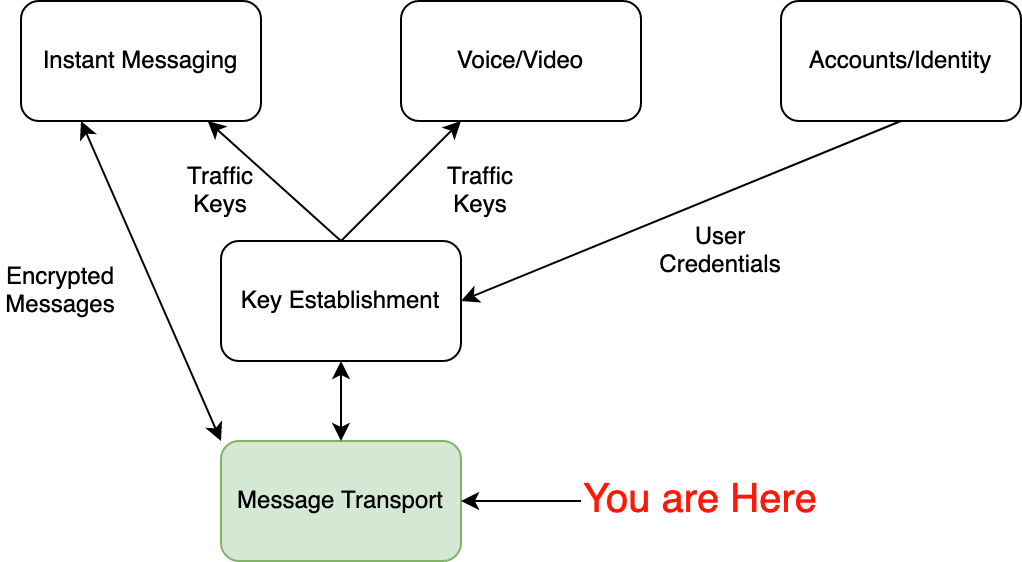 Instant Messaging
Voice/Video
Accounts/Identity
Traffic
Keys
Traffic
Keys
User
Credentials
Encrypted
Messages
Key Establishment
Message Transport
You are Here